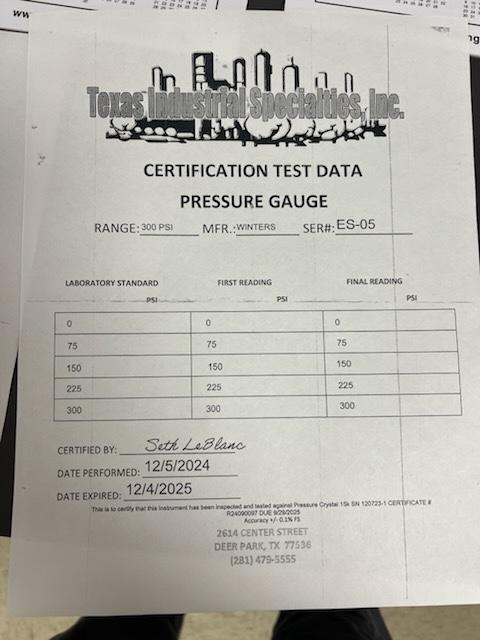 Texas Industrial Specialties, Inc.
CERTIFICATION TEST DATA
PRESSURE GAUGE
RANGE: 300 PSI MFR.: WINTERS SER#: ES-05
LABORATORY STANDARD FIRST READING FINAL READING
PSI PSI PSI
0 0 0
75 75 75
150 150 150
225 225 225
300 300 300
CERTIFIED BY: Seth LeBlanc
DATE PERFORMED: 12/5/2024
DATE EXPIRED: 12/4/2025
This is to certify that this instrument has been inspected and tested against Pressure Crystal 15k SN 120723-1 CERTIFICATE #
R24090097 DUE 9/29/2025
Accuracy +/- 0.1% FS
2614 CENTER STREET
DEER PARK, TX 77536
(281) 479-5555